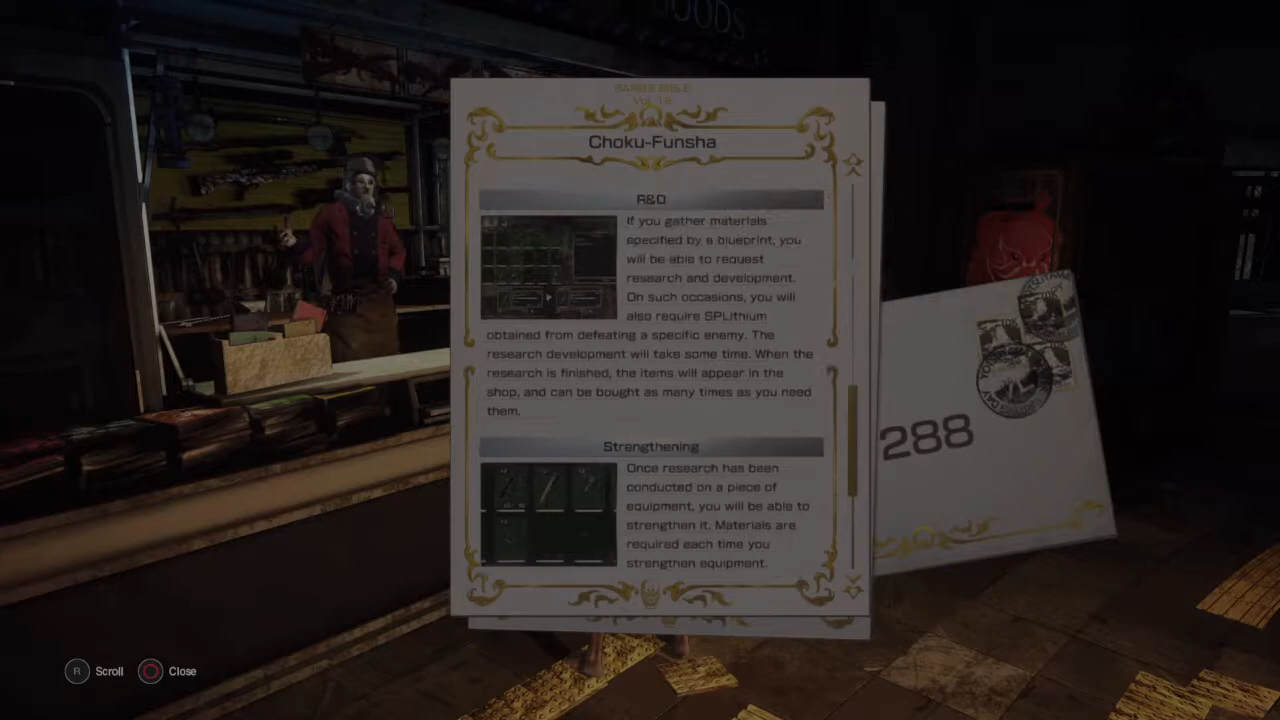 GOODS
BARBS BIBLE
Choku-Funsha
R&D
If you gather materials
specified by a blueprint, you
will be able to request
research and development.
On such occasions, you will
also require SPLithium
obtained from defeating a specific enemy. The
research development will take some time. When the
research is finished, the items will appear in the
shop, and can be bought as many times as you need
them.
Strengthening
Once research has been
conducted on a piece of
equipment, you will be able to
strengthen it. Materials are
required each time you
strengthen equipment.
288
R Scroll Close